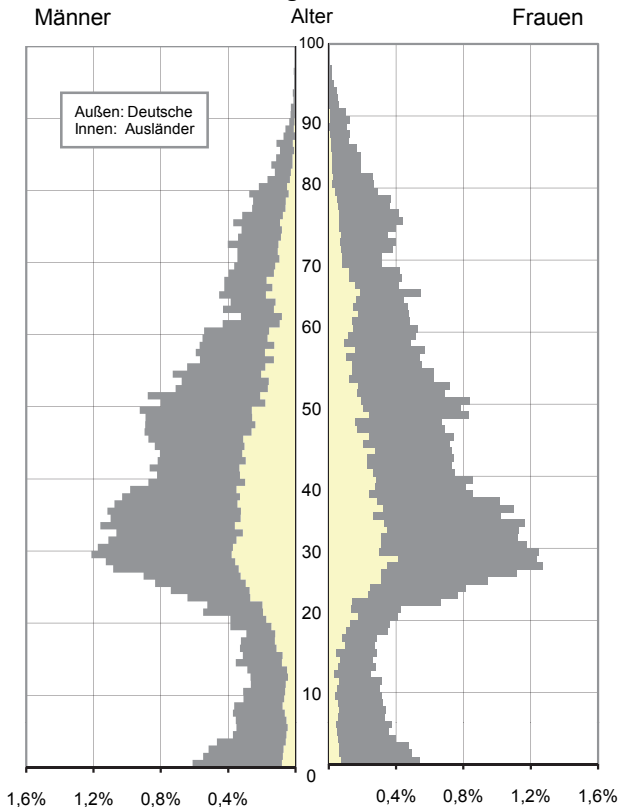 Männer Alter Frauen
100
Außen: Deutsche
Innen: Ausländer
90
80
70
60
50
40
30
20
10
0
1,6% 1,2% 0,8% 0,4% 0,4% 0,8% 1,2% 1,6%